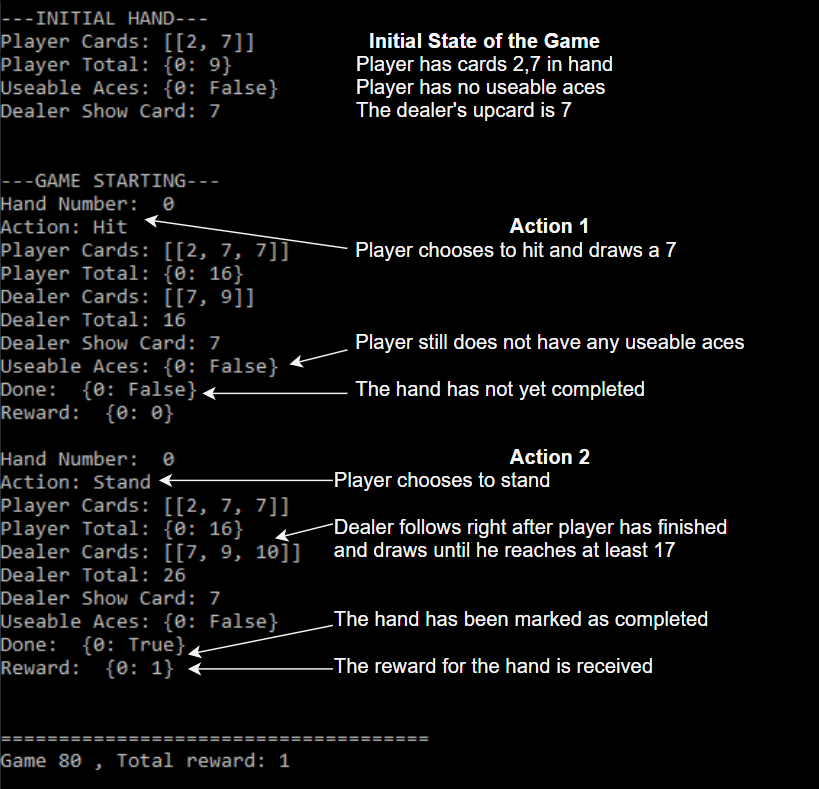 ---INITIAL HAND---
Player Cards: [[2, 7]]
Initial State of the Game
Player Total: {0: 9}
Player has cards 2,7 in hand
Useable Aces: {0: False}
Player has no useable aces
Dealer Show Card: 7
The dealer's upcard is 7
---GAME STARTING---
Hand Number:  0
Action: Hit
Action 1
Player Cards: [[2, 7, 7]]
Player chooses to hit and draws a 7
Player Total: {0: 16}
Dealer Cards: [[7, 9]]
Dealer Total: 16
Dealer Show Card: 7
Player still does not have any useable aces
Useable Aces: {0: False}
Done:  {0: False}
The hand has not yet completed
Reward:  {0: 0}
Hand Number:  0
Action 2
Action: Stand
Player chooses to stand
Player Cards: [[2, 7, 7]]
Player Total: {0: 16}
Dealer follows right after player has finished
Dealer Cards: [[7, 9, 10]]
and draws until he reaches at least 17
Dealer Total: 26
Dealer Show Card: 7
Useable Aces: {0: False}
The hand has been marked as completed
Done:  {0: True}
Reward:  {0: 1}
The reward for the hand is received
=====================================
Game 80 , Total reward: 1